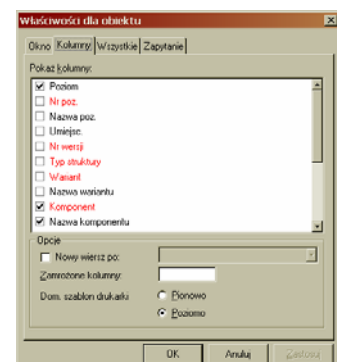 Właściwości dla obiektu
Okno Kolumny Wszystkie Zapytanie
Pokaż kolumny:
Poziom
Nr poz.
Nazwa poz.
Umiejsc.
Nr wersji
Typ struktury
Wariant
Nazwa wariantu
Komponent
Nazwa komponentu
Opcje
Nowy wiersz po:
Zamrożone kolumny:
Dom. szablon drukarki
Pionowo
Poziomo
OK Anuluj Zastosuj